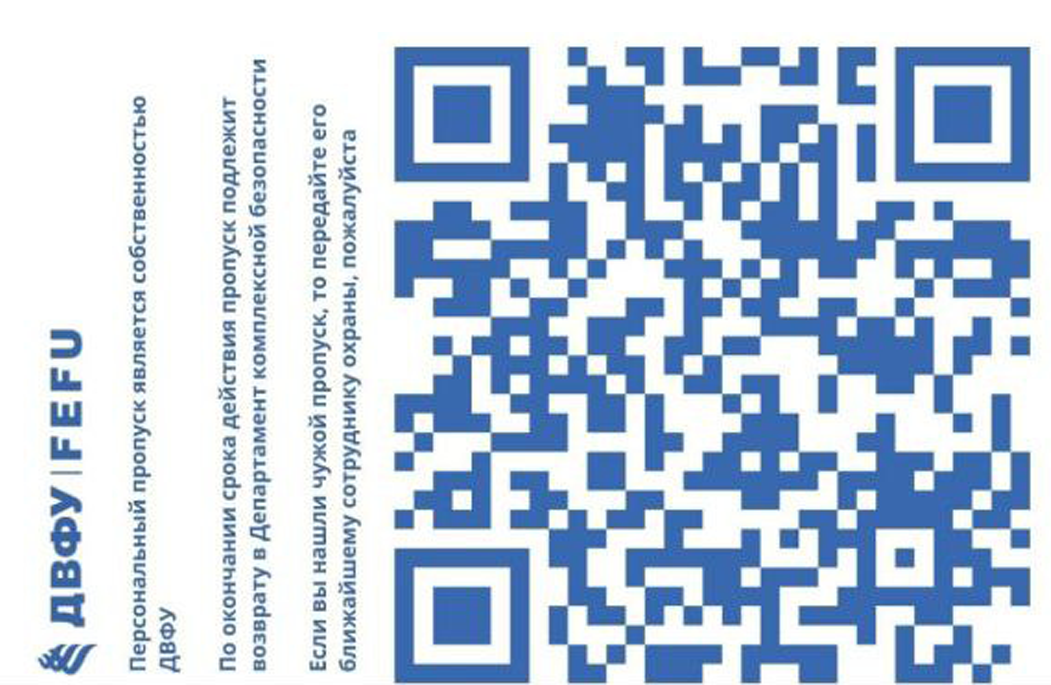 ДВФУ | FEFU
Персональный пропуск является собственностью
ДВФУ
По окончании срока действия пропуск подлежит
возврату в Департамент комплексной безопасности
Если вы нашли чужой пропуск, то передайте его
ближайшему сотруднику охраны, пожалуйста